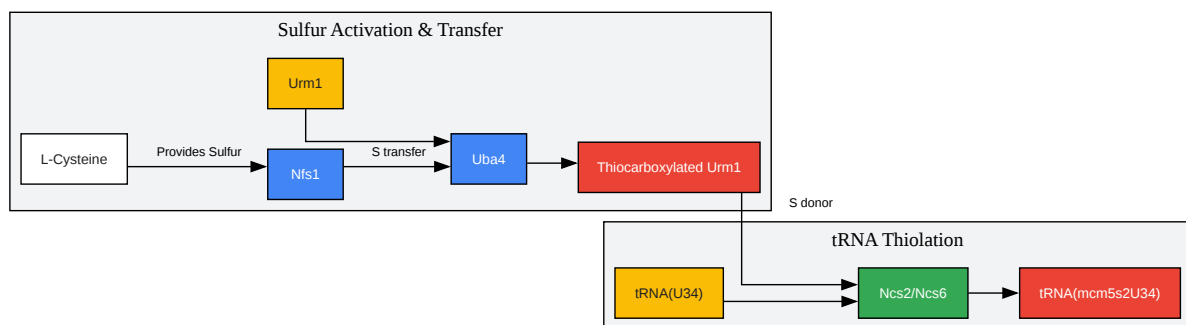 Sulfur Activation & Transfer
Urm1
L-Cysteine
Provides Sulfur
Nfs1
S transfer
Uba4
Thiocarboxylated Urm1
S donor
tRNA Thiolation
tRNA(U34)
Ncs2/Ncs6
tRNA(mcm5s2U34)